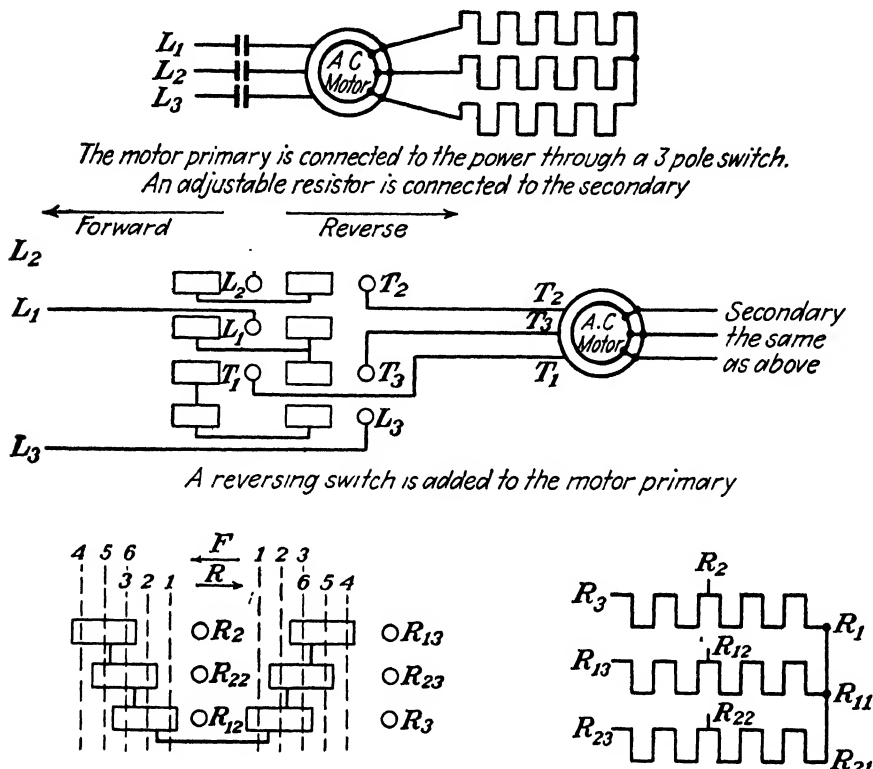 L1
L2
L3
A C
Motor
The motor primary is connected to the power through a 3 pole switch.
An adjustable resistor is connected to the secondary
Forward Reverse
L2
L2 T2 T2
L1
L1 T3
A.C
Motor
Secondary
the same
as above
T1 T3 T1
L3
L3
A reversing switch is added to the motor primary
4 5 6 F 1 2 3
3 2 1 R 6 5 4
R2 R13
R22 R23
R12 R3
R2
R3 R1
R12
R13 R11
R22
R23 R21